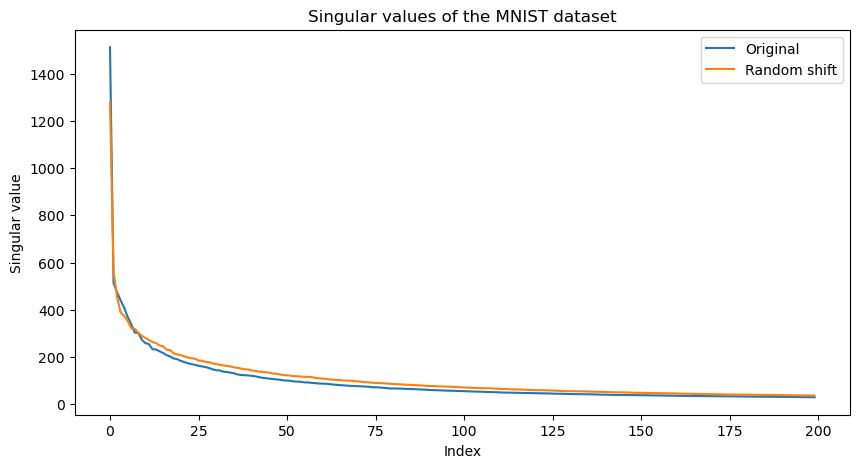 Singular values of the MNIST dataset
Original
Random shift
Singular value
1400
1200
1000
800
600
400
200
0
0 25 50 75 100 125 150 175 200
Index